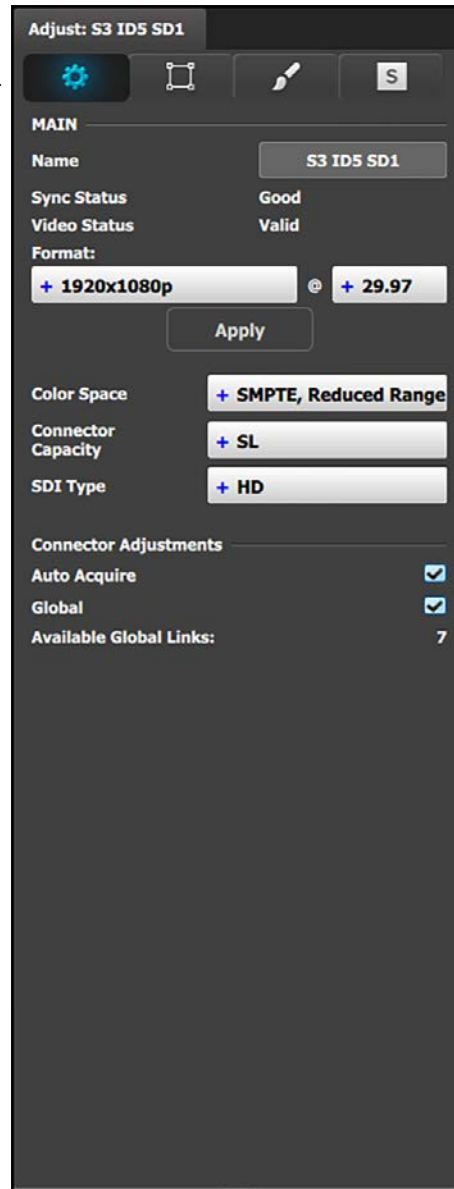 Adjust: S3 ID5 SD1
S
MAIN
Name S3 ID5 SD1
Sync Status Good
Video Status Valid
Format:
+ 1920x1080p @ + 29.97
Apply
Color Space + SMPTE, Reduced Range
Connector
Capacity + SL
SDI Type + HD
Connector Adjustments
Auto Acquire
Global
Available Global Links: 7